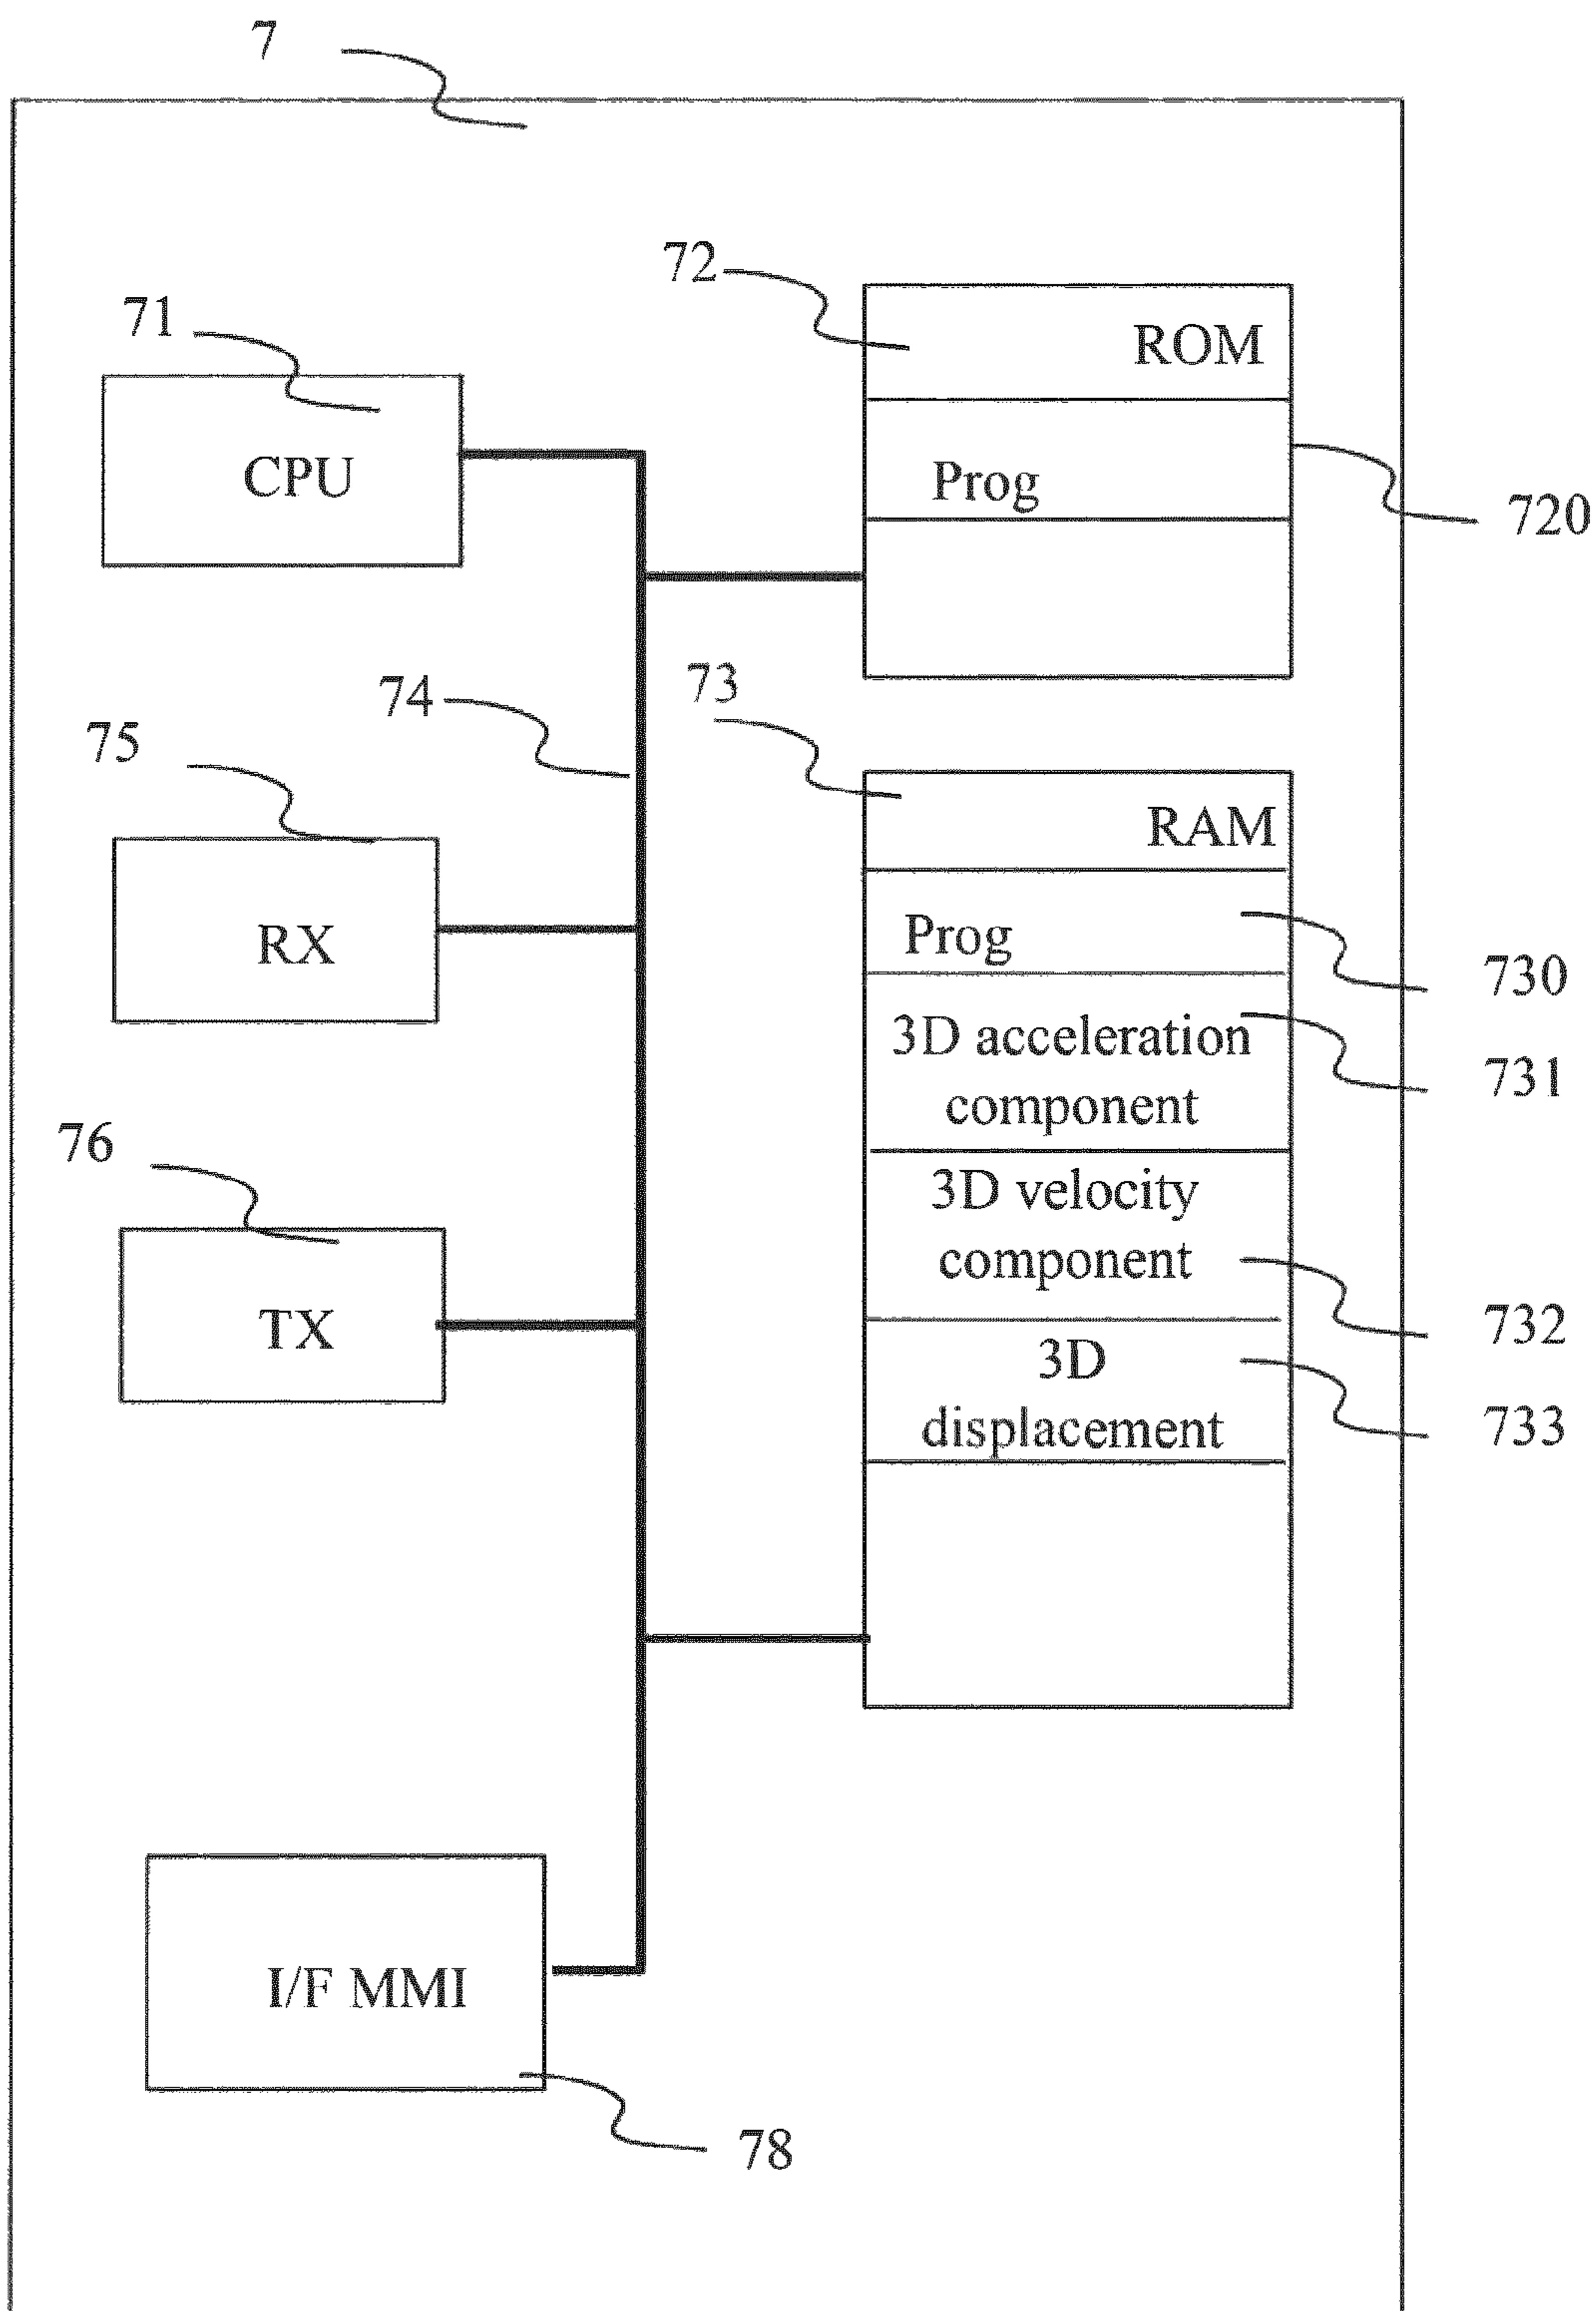 7
72
71
ROM
CPU
Prog
720
74
73
75
RAM
RX
Prog
730
3D acceleration
component
731
76
3D velocity
component
TX
732
3D
displacement
733
I/F MMI
78